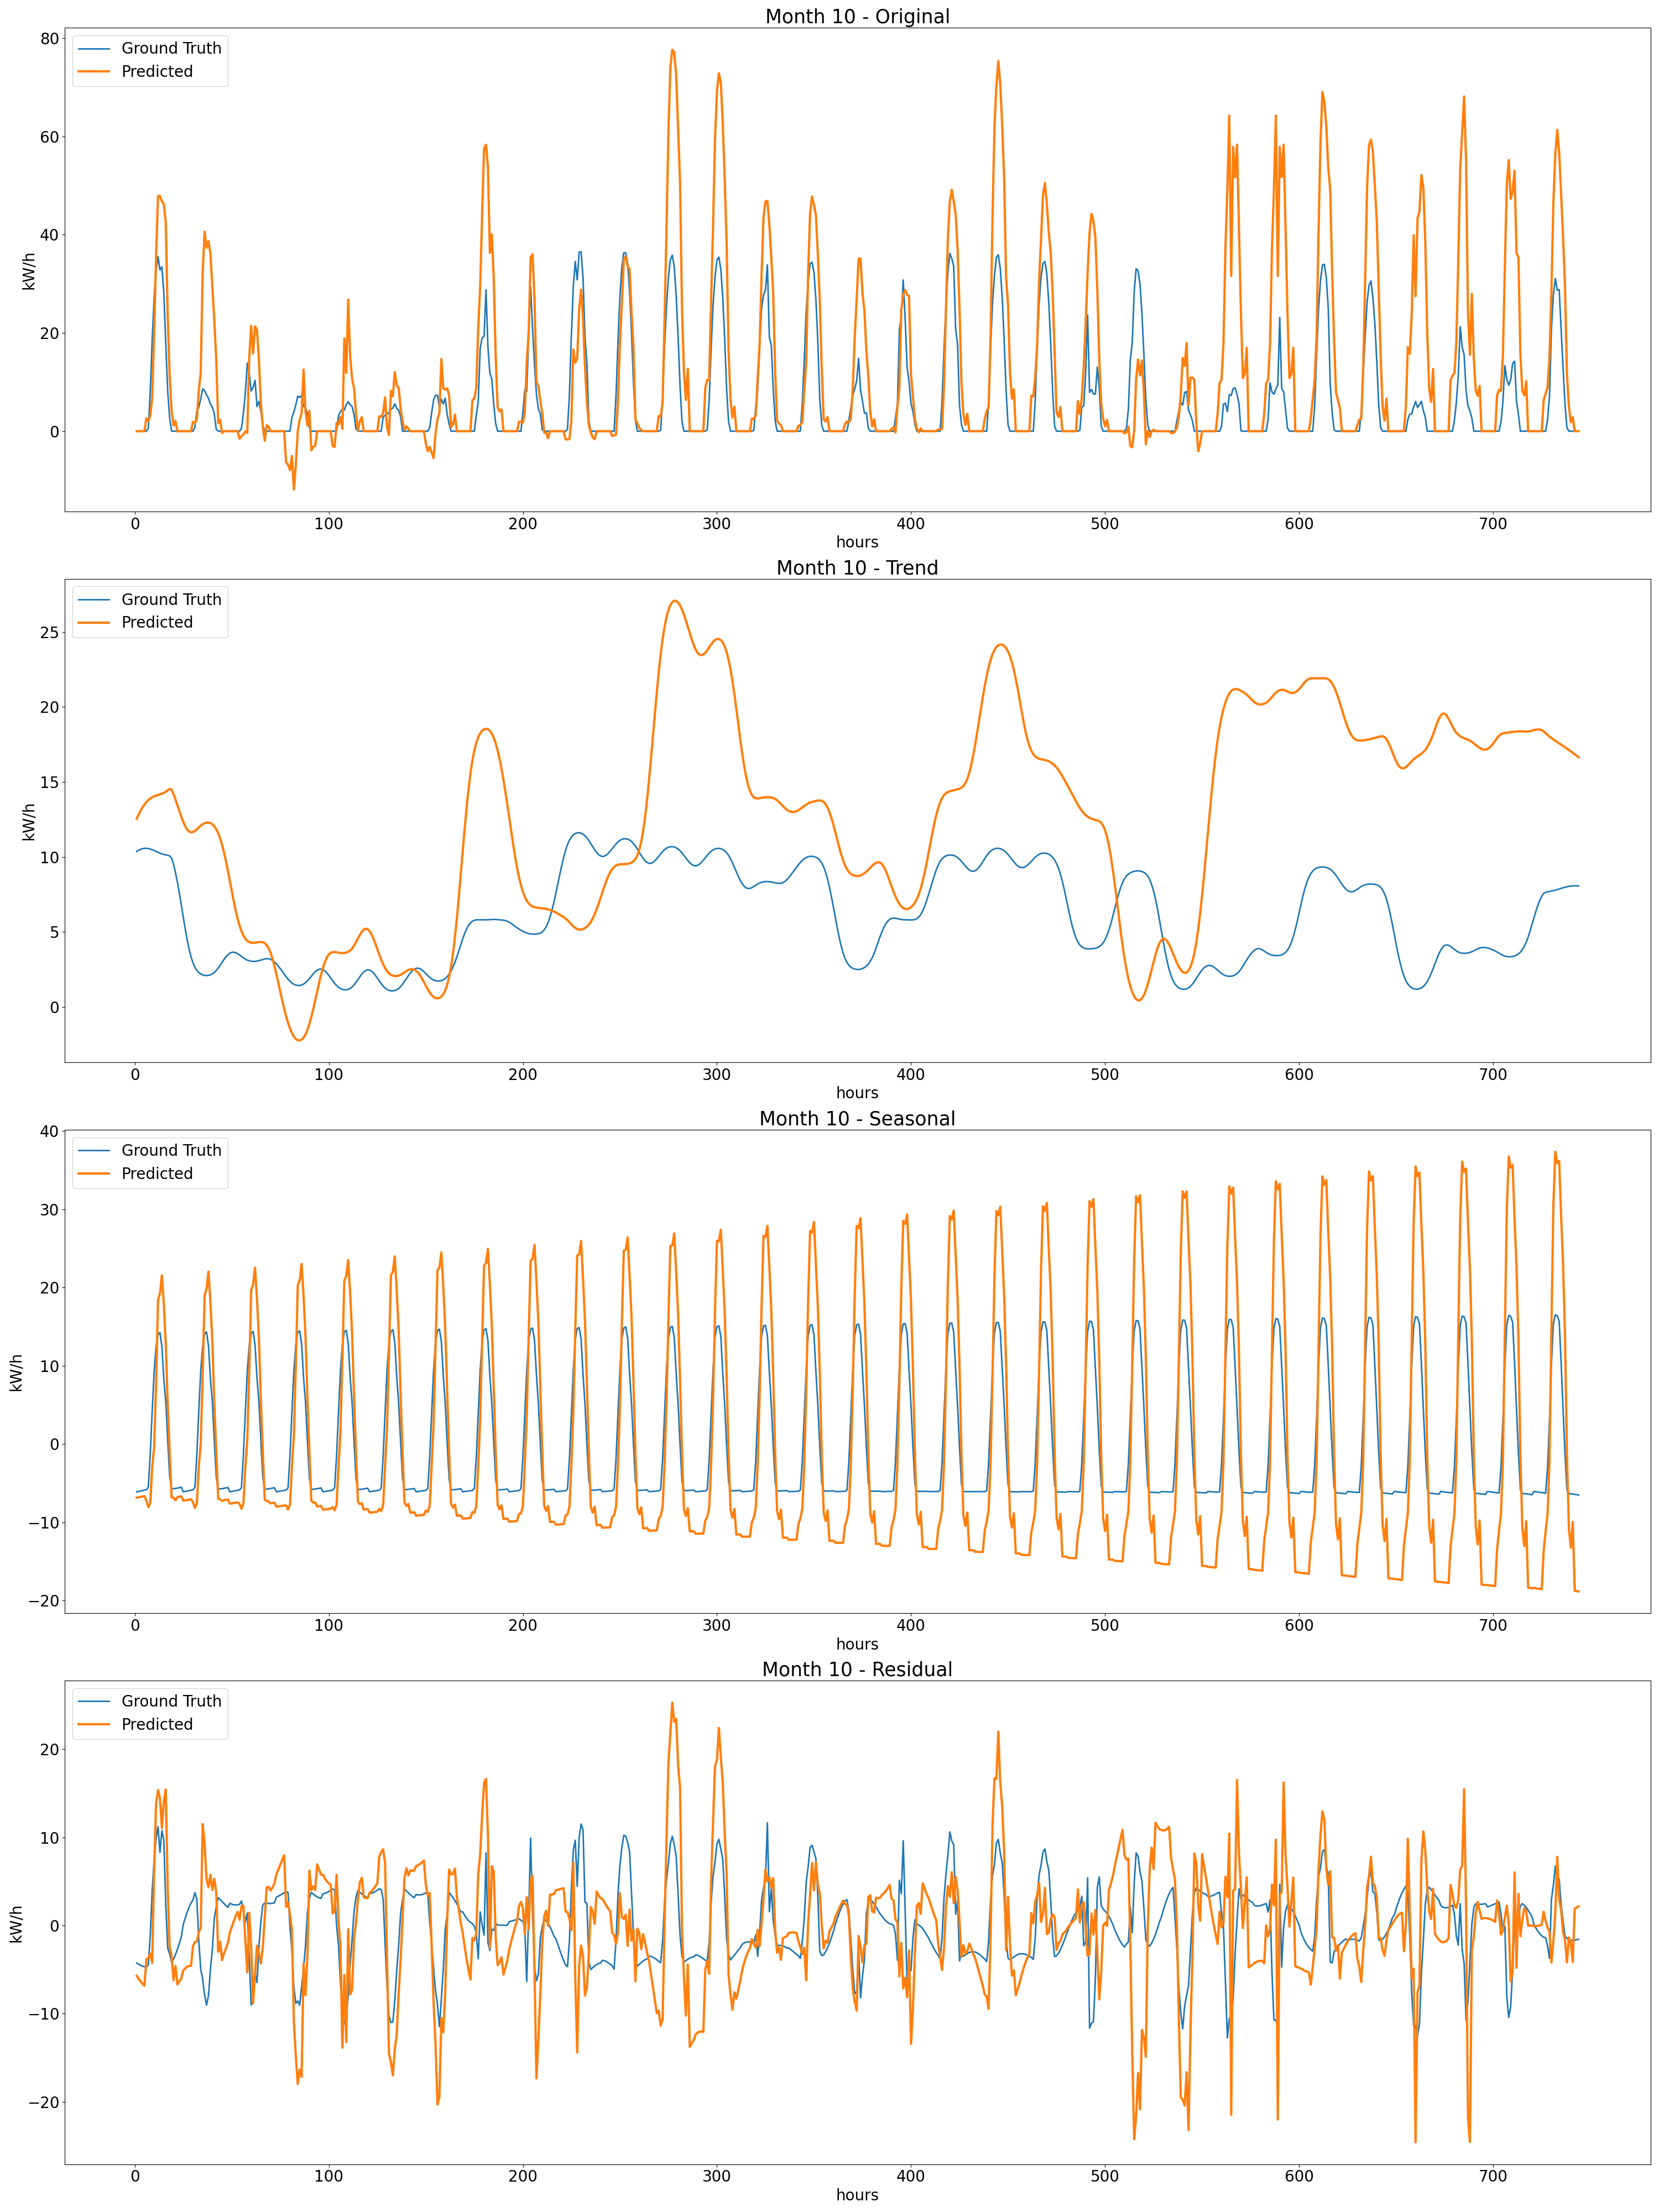 Month 10 - Original
Ground Truth
Predicted
80
60
40
20
0
kW/h
0 100 200 300 400 500 600 700
hours
Month 10 - Trend
Ground Truth
Predicted
25
20
15
10
5
0
kW/h
0 100 200 300 400 500 600 700
hours
Month 10 - Seasonal
Ground Truth
Predicted
40
30
20
10
0
−10
−20
kW/h
0 100 200 300 400 500 600 700
hours
Month 10 - Residual
Ground Truth
Predicted
20
10
0
−10
−20
kW/h
0 100 200 300 400 500 600 700
hours